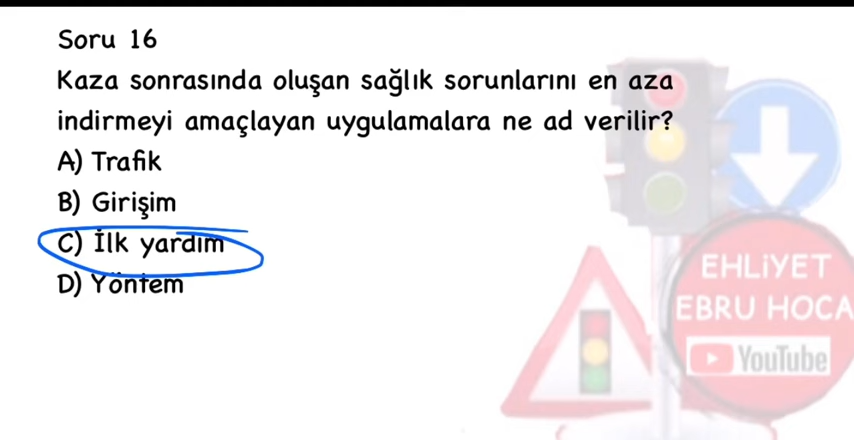 Soru 16
Kaza sonrasında oluşan sağlık sorunlarını en aza
indirmeyi amaçlayan uygulamalara ne ad verilir?
A) Trafik
B) Girişim
C) İlk yardım
D) Yöntem
EHLİYET
EBRU HOCA
YouTube